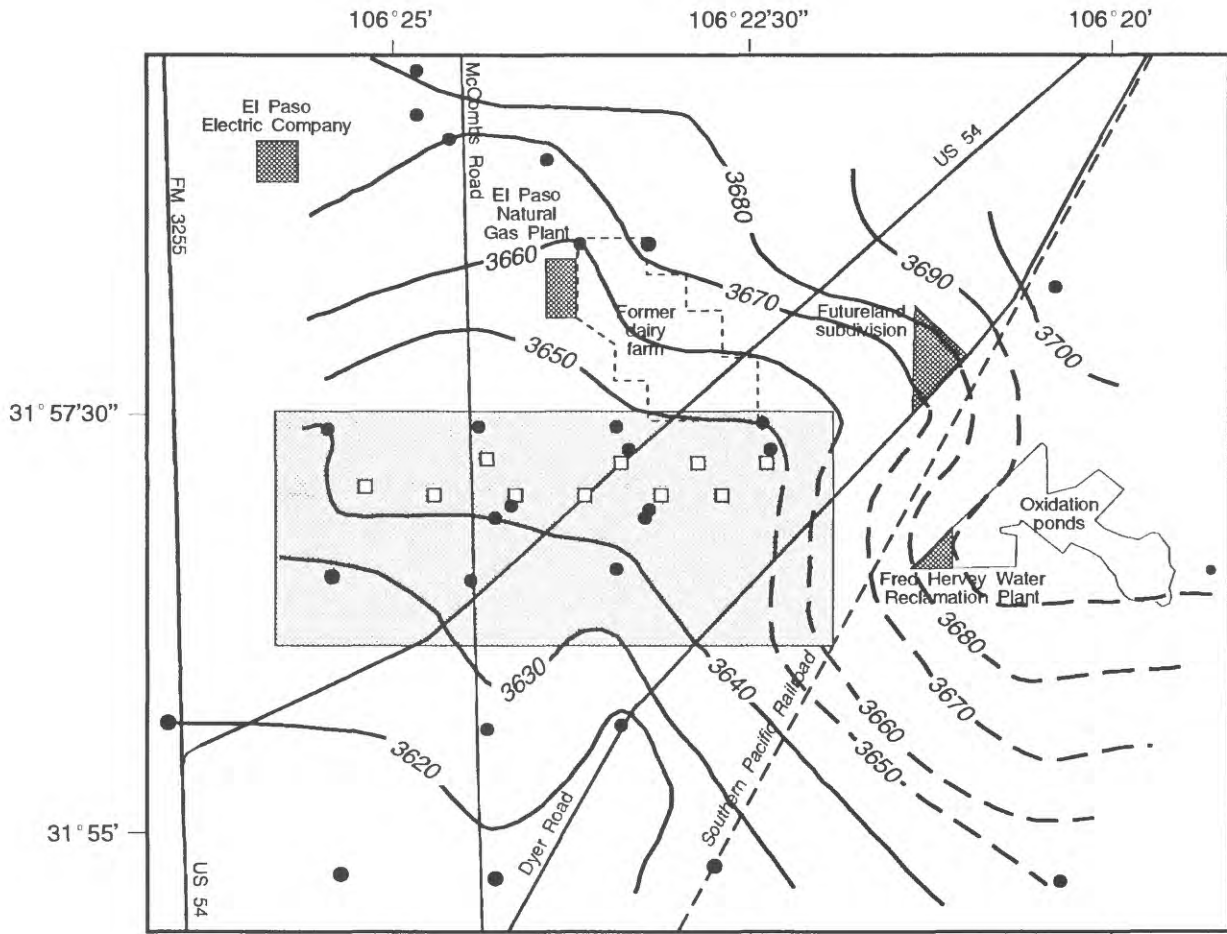 106°25'
106°22'30"
106°20'
El Paso
Electric Company
McCombs Road
US 54
FM 3255
El Paso
Natural
Gas Plant
3680
3660
3690
3670
Futureland
subdivision
Former
dairy
farm
3700
3650
31°57'30"
Oxidation
ponds
Fred Hervey Water
Reclamation Plant
3630
3640
3680
3670
3660
3650
3620
Southern Pacific Railroad
Dyer Road
31°55'
US 54